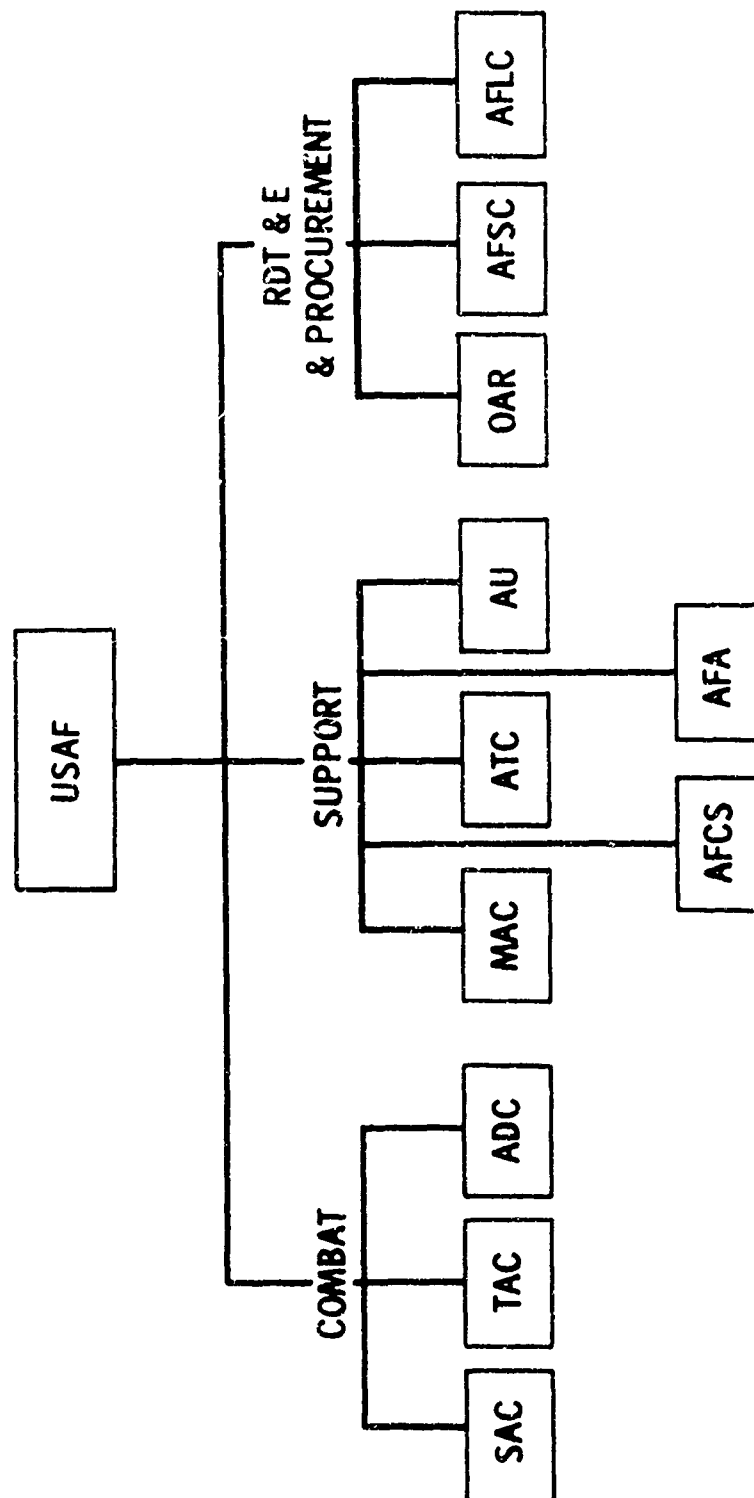 USAF
COMBAT
SUPPORT
RDT & E
& PROCUREMENT
SAC
TAC
ADC
MAC
ATC
AU
OAR
AFSC
AFLC
AFCS
AFA